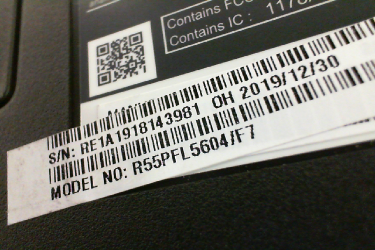 Contains FCC
Contains IC : 1178
S/N: RE1A1918143981 OH 2019/12/30
MODEL NO: R55PFL5604/F7